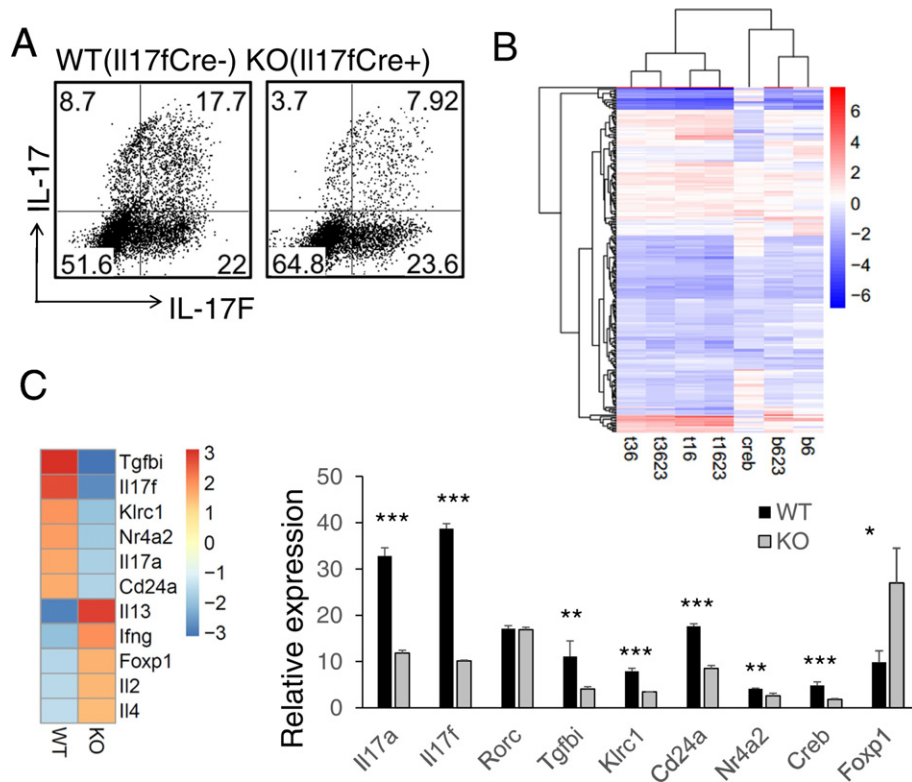 A
WT(Il17fCre-) KO(Il17fCre+)
8.7 17.7
51.6 22
3.7 7.92
64.8 23.6
IL-17
IL-17F
B
6
4
2
0
-2
-4
-6
t36 t3623 t16 t1623 creb b623 b6
C
Tgfbi
Il17f
Klrc1
Nr4a2
Il17a
Cd24a
Il13
Ifng
Foxp1
Il2
Il4
WT KO
3
2
1
0
-1
-2
-3
Relative expression
50
40
30
20
10
0
*** *** ** *** *** ** *** *
WT
KO
Il17a Il17f Rorc Tgfbi Klrc1 Cd24a Nr4a2 Creb Foxp1